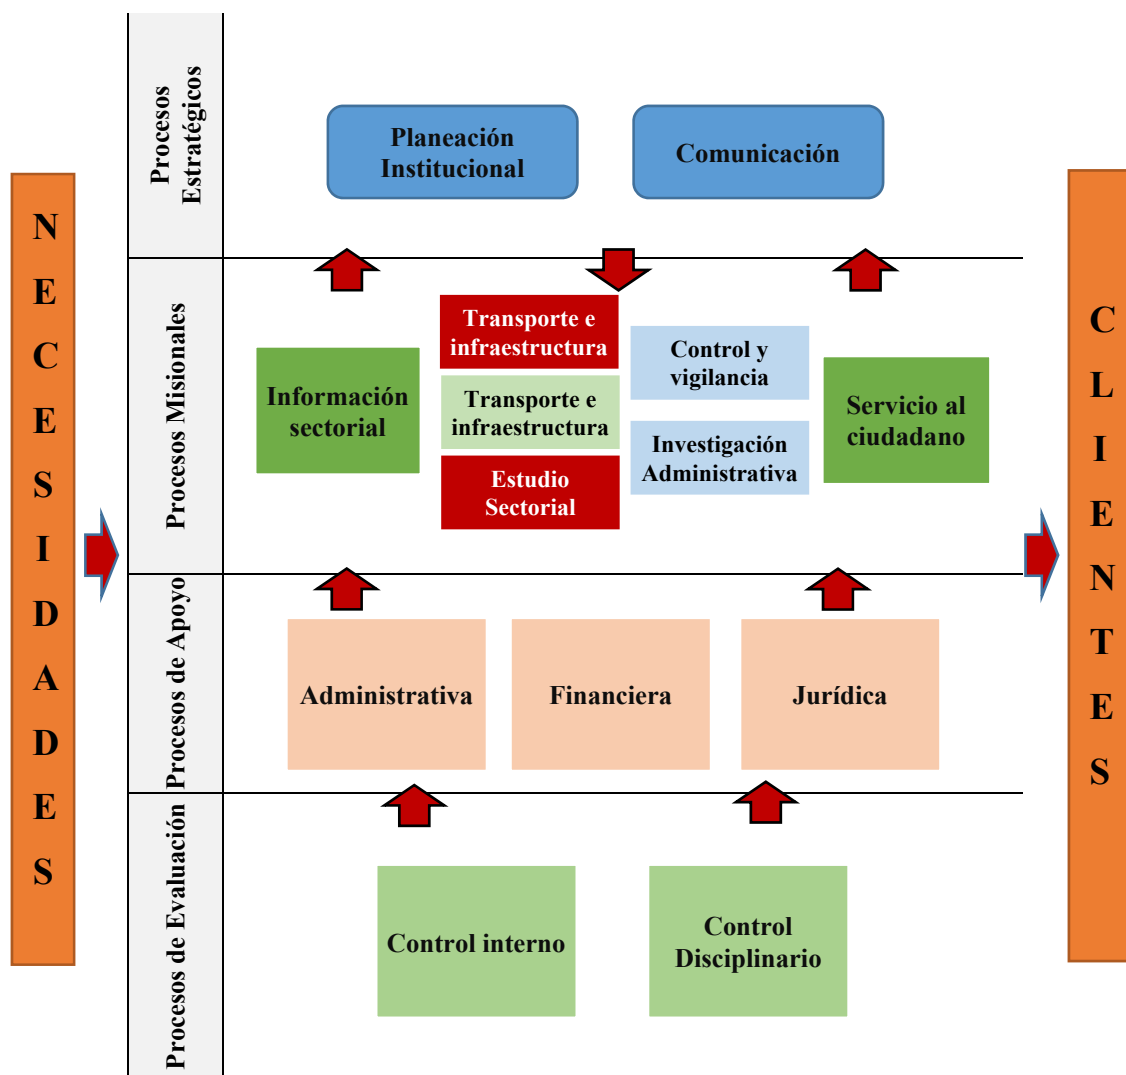 NECESIDADES
Procesos
Estratégicos
Planeación
Institucional
Comunicación
Procesos Misionales
Información
sectorial
Transporte e
infraestructura
Transporte e
infraestructura
Estudio
Sectorial
Control y
vigilancia
Investigación
Administrativa
Servicio al
ciudadano
Procesos de Apoyo
Administrativa
Financiera
Jurídica
Procesos de Evaluación
Control interno
Control
Disciplinario
CLIENTES